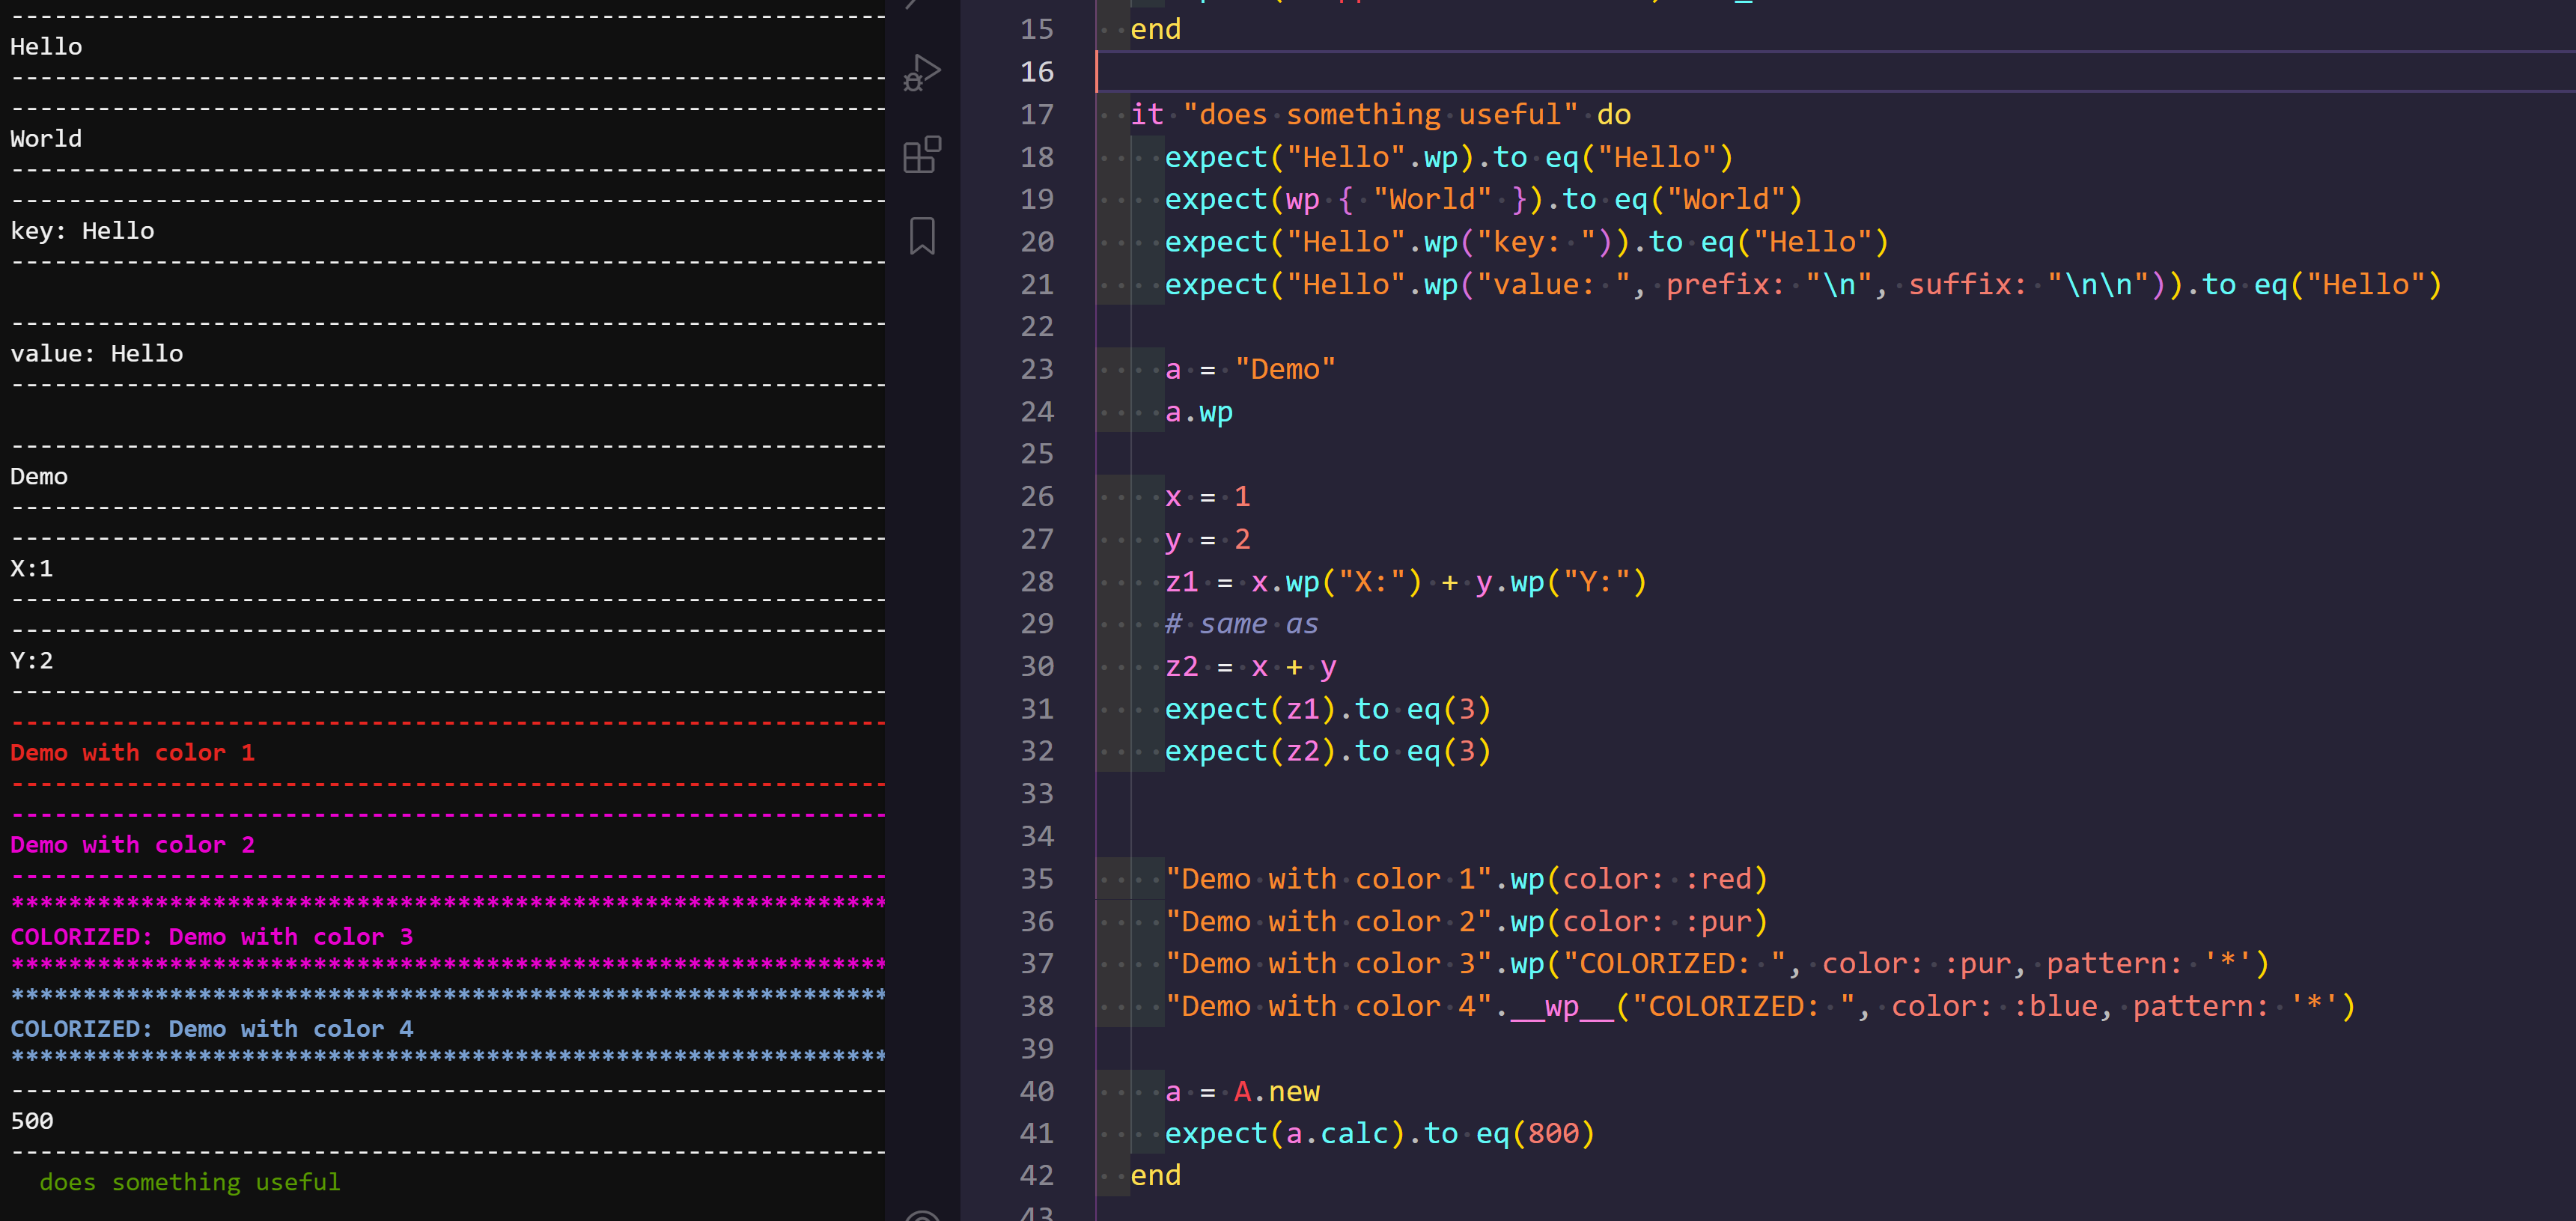 Hello
World
key: Hello
value: Hello
Demo
X:1
Y:2
Demo with color 1
Demo with color 2
************************************************************
COLORIZED: Demo with color 3
************************************************************
************************************************************
COLORIZED: Demo with color 4
************************************************************
500
does something useful
15 end
16
17 it "does something useful" do
18 expect("Hello".wp).to eq("Hello")
19 expect(wp { "World" }).to eq("World")
20 expect("Hello".wp("key: ")).to eq("Hello")
21 expect("Hello".wp("value: ", prefix: "\n", suffix: "\n\n")).to eq("Hello")
22
23 a = "Demo"
24 a.wp
25
26 x = 1
27 y = 2
28 z1 = x.wp("X:") + y.wp("Y:")
29 # same as
30 z2 = x + y
31 expect(z1).to eq(3)
32 expect(z2).to eq(3)
33
34
35 "Demo with color 1".wp(color: :red)
36 "Demo with color 2".wp(color: :pur)
37 "Demo with color 3".wp("COLORIZED: ", color: :pur, pattern: '*')
38 "Demo with color 4".__wp__("COLORIZED: ", color: :blue, pattern: '*')
39
40 a = A.new
41 expect(a.calc).to eq(800)
42 end
43